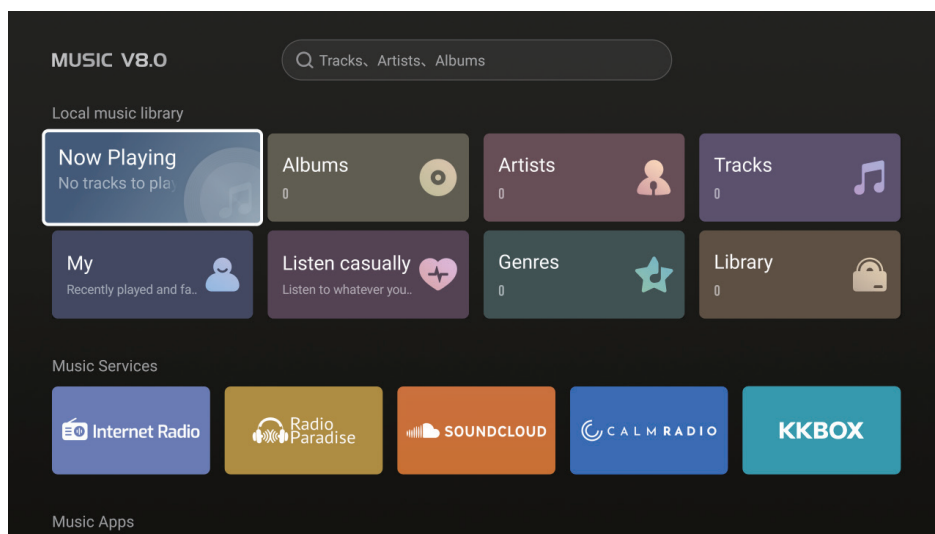 MUSIC V8.0
Tracks、Artists、Albums
Local music library
Now Playing
No tracks to play
Albums
0
Artists
0
Tracks
0
My
Recently played and fa..
Listen casually
Listen to whatever you..
Genres
0
Library
0
Music Services
Internet Radio
Radio
Paradise
SOUNDCLOUD
CALMRADIO
KKBOX
Music Apps